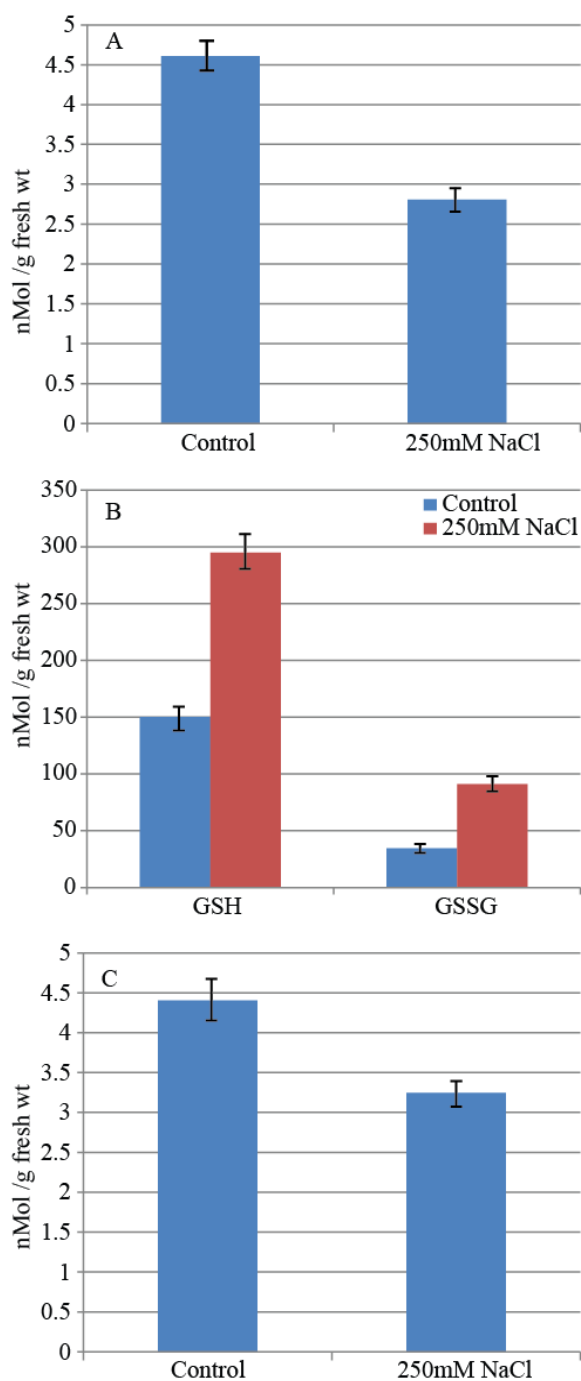 A
5
4.5
4
3.5
3
2.5
2
1.5
1
0.5
0
nMol /g fresh wt
Control 250mM NaCl
B
Control
250mM NaCl
350
300
250
200
150
100
50
0
nMol /g fresh wt
GSH GSSG
C
5
4.5
4
3.5
3
2.5
2
1.5
1
0.5
0
nMol /g fresh wt
Control 250mM NaCl